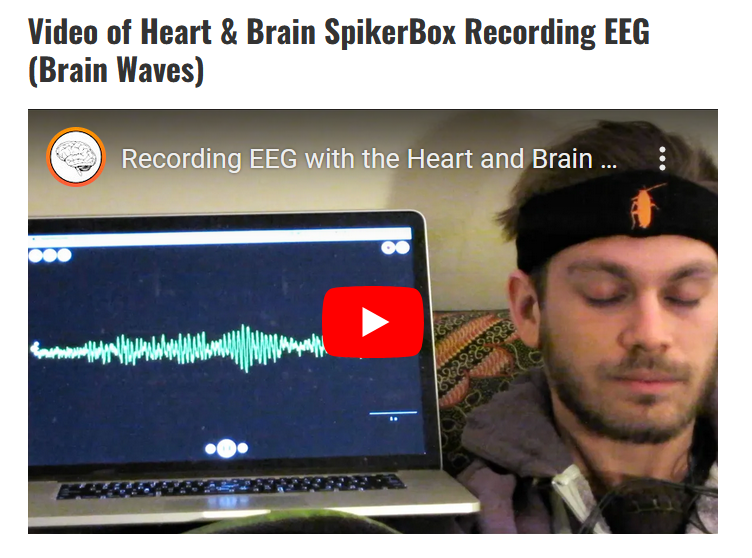 Video of Heart & Brain SpikerBox Recording EEG
(Brain Waves)
Recording EEG with the Heart and Brain ...